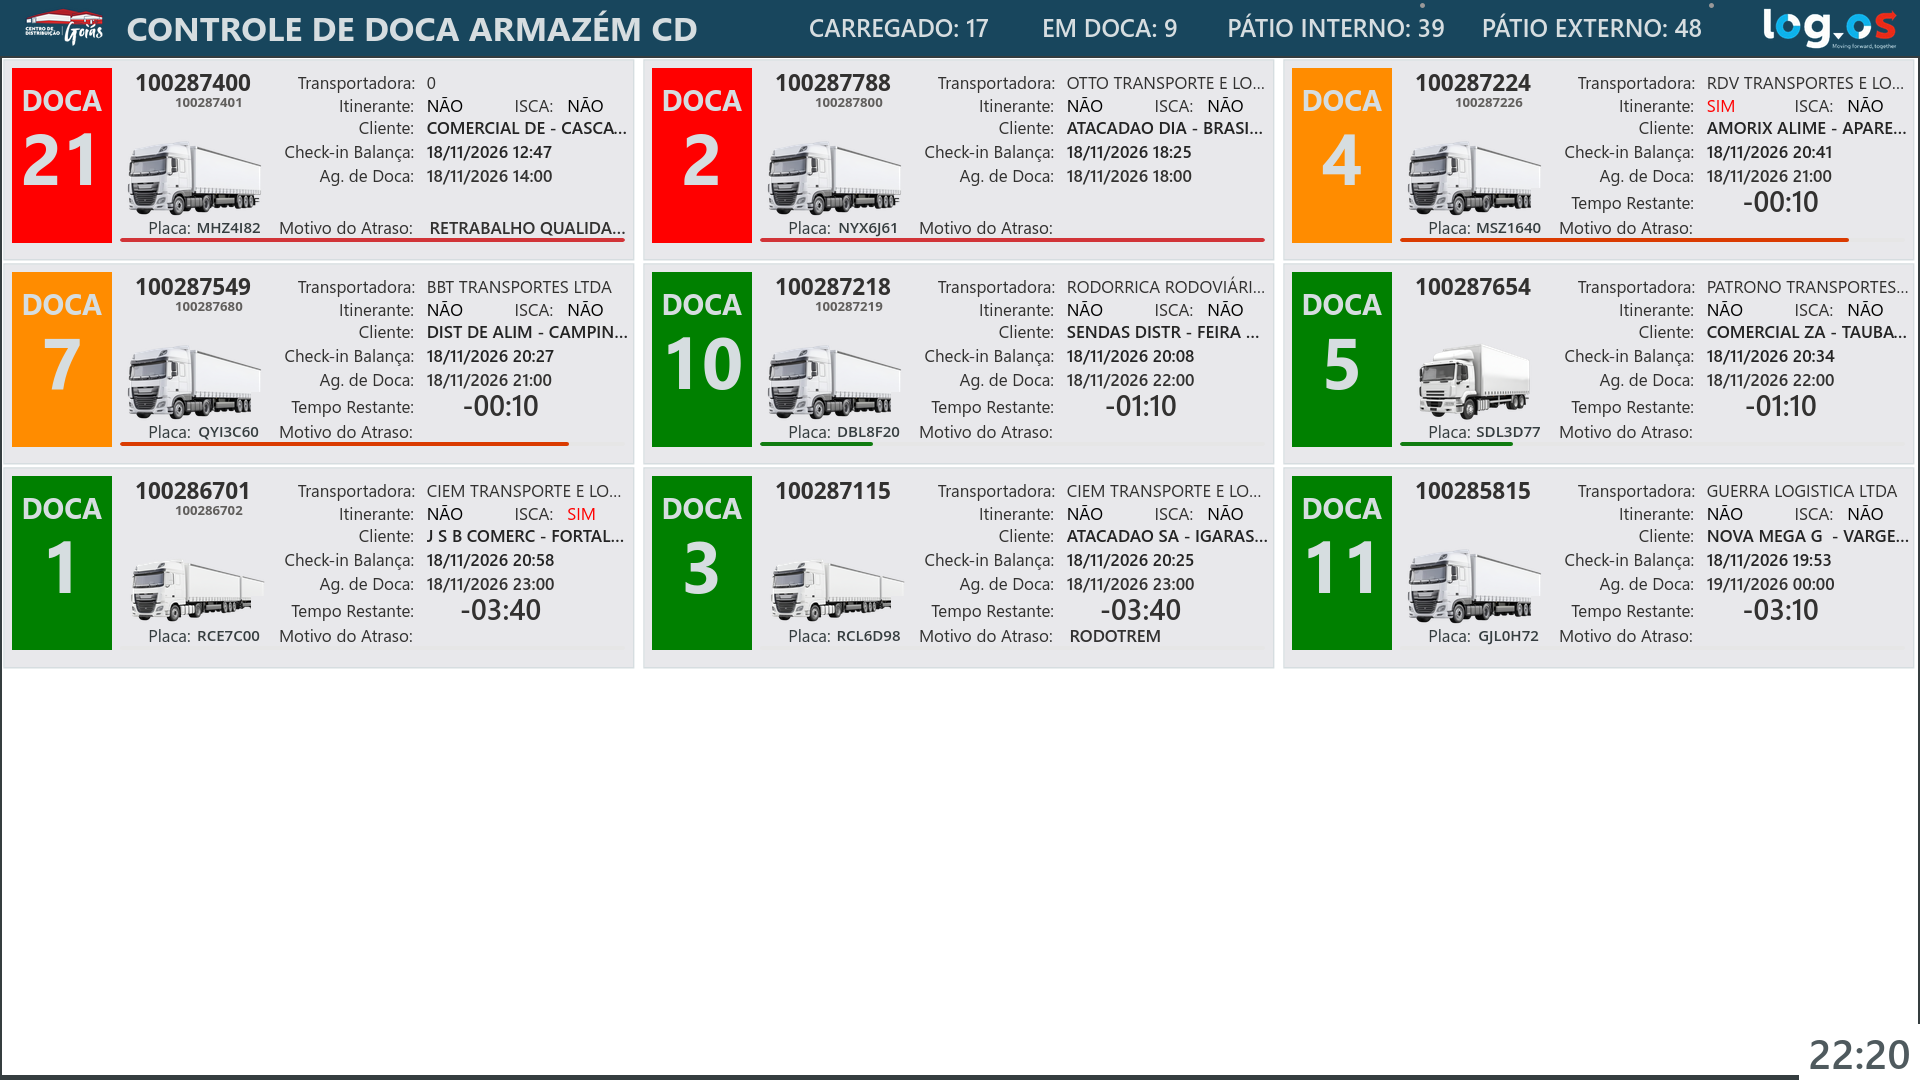 CENTRO DE DISTRIBUIÇÃO Goiás
CONTROLE DE DOCA ARMAZÉM CD
CARREGADO: 17
EM DOCA: 9
PÁTIO INTERNO: 39
PÁTIO EXTERNO: 48
log.os
Moving forward, together
DOCA
21
100287400
100287401
Transportadora: 0
Itinerante: NÃO ISCA: NÃO
Cliente: COMERCIAL DE - CASCA...
Check-in Balança: 18/11/2026 12:47
Ag. de Doca: 18/11/2026 14:00
Placa: MHZ4I82 Motivo do Atraso: RETRABALHO QUALIDA...
DOCA
2
100287788
100287800
Transportadora: OTTO TRANSPORTE E LO...
Itinerante: NÃO ISCA: NÃO
Cliente: ATACADAO DIA - BRASI...
Check-in Balança: 18/11/2026 18:25
Ag. de Doca: 18/11/2026 18:00
Placa: NYX6J61 Motivo do Atraso:
DOCA
4
100287224
100287226
Transportadora: RDV TRANSPORTES E LO...
Itinerante: SIM ISCA: NÃO
Cliente: AMORIX ALIME - APARE...
Check-in Balança: 18/11/2026 20:41
Ag. de Doca: 18/11/2026 21:00
Tempo Restante: -00:10
Placa: MSZ1640 Motivo do Atraso:
DOCA
7
100287549
100287680
Transportadora: BBT TRANSPORTES LTDA
Itinerante: NÃO ISCA: NÃO
Cliente: DIST DE ALIM - CAMPIN...
Check-in Balança: 18/11/2026 20:27
Ag. de Doca: 18/11/2026 21:00
Tempo Restante: -00:10
Placa: QYI3C60 Motivo do Atraso:
DOCA
10
100287218
100287219
Transportadora: RODORRICA RODOVIÁRI...
Itinerante: NÃO ISCA: NÃO
Cliente: SENDAS DISTR - FEIRA ...
Check-in Balança: 18/11/2026 20:08
Ag. de Doca: 18/11/2026 22:00
Tempo Restante: -01:10
Placa: DBL8F20 Motivo do Atraso:
DOCA
5
100287654
Transportadora: PATRONO TRANSPORTES...
Itinerante: NÃO ISCA: NÃO
Cliente: COMERCIAL ZA - TAUBA...
Check-in Balança: 18/11/2026 20:34
Ag. de Doca: 18/11/2026 22:00
Tempo Restante: -01:10
Placa: SDL3D77 Motivo do Atraso:
DOCA
1
100286701
100286702
Transportadora: CIEM TRANSPORTE E LO...
Itinerante: NÃO ISCA: SIM
Cliente: J S B COMERC - FORTAL...
Check-in Balança: 18/11/2026 20:58
Ag. de Doca: 18/11/2026 23:00
Tempo Restante: -03:40
Placa: RCE7C00 Motivo do Atraso:
DOCA
3
100287115
Transportadora: CIEM TRANSPORTE E LO...
Itinerante: NÃO ISCA: NÃO
Cliente: ATACADAO SA - IGARAS...
Check-in Balança: 18/11/2026 20:25
Ag. de Doca: 18/11/2026 23:00
Tempo Restante: -03:40
Placa: RCL6D98 Motivo do Atraso: RODOTREM
DOCA
11
100285815
Transportadora: GUERRA LOGISTICA LTDA
Itinerante: NÃO ISCA: NÃO
Cliente: NOVA MEGA G - VARGE...
Check-in Balança: 18/11/2026 19:53
Ag. de Doca: 19/11/2026 00:00
Tempo Restante: -03:10
Placa: GJL0H72 Motivo do Atraso:
22:20